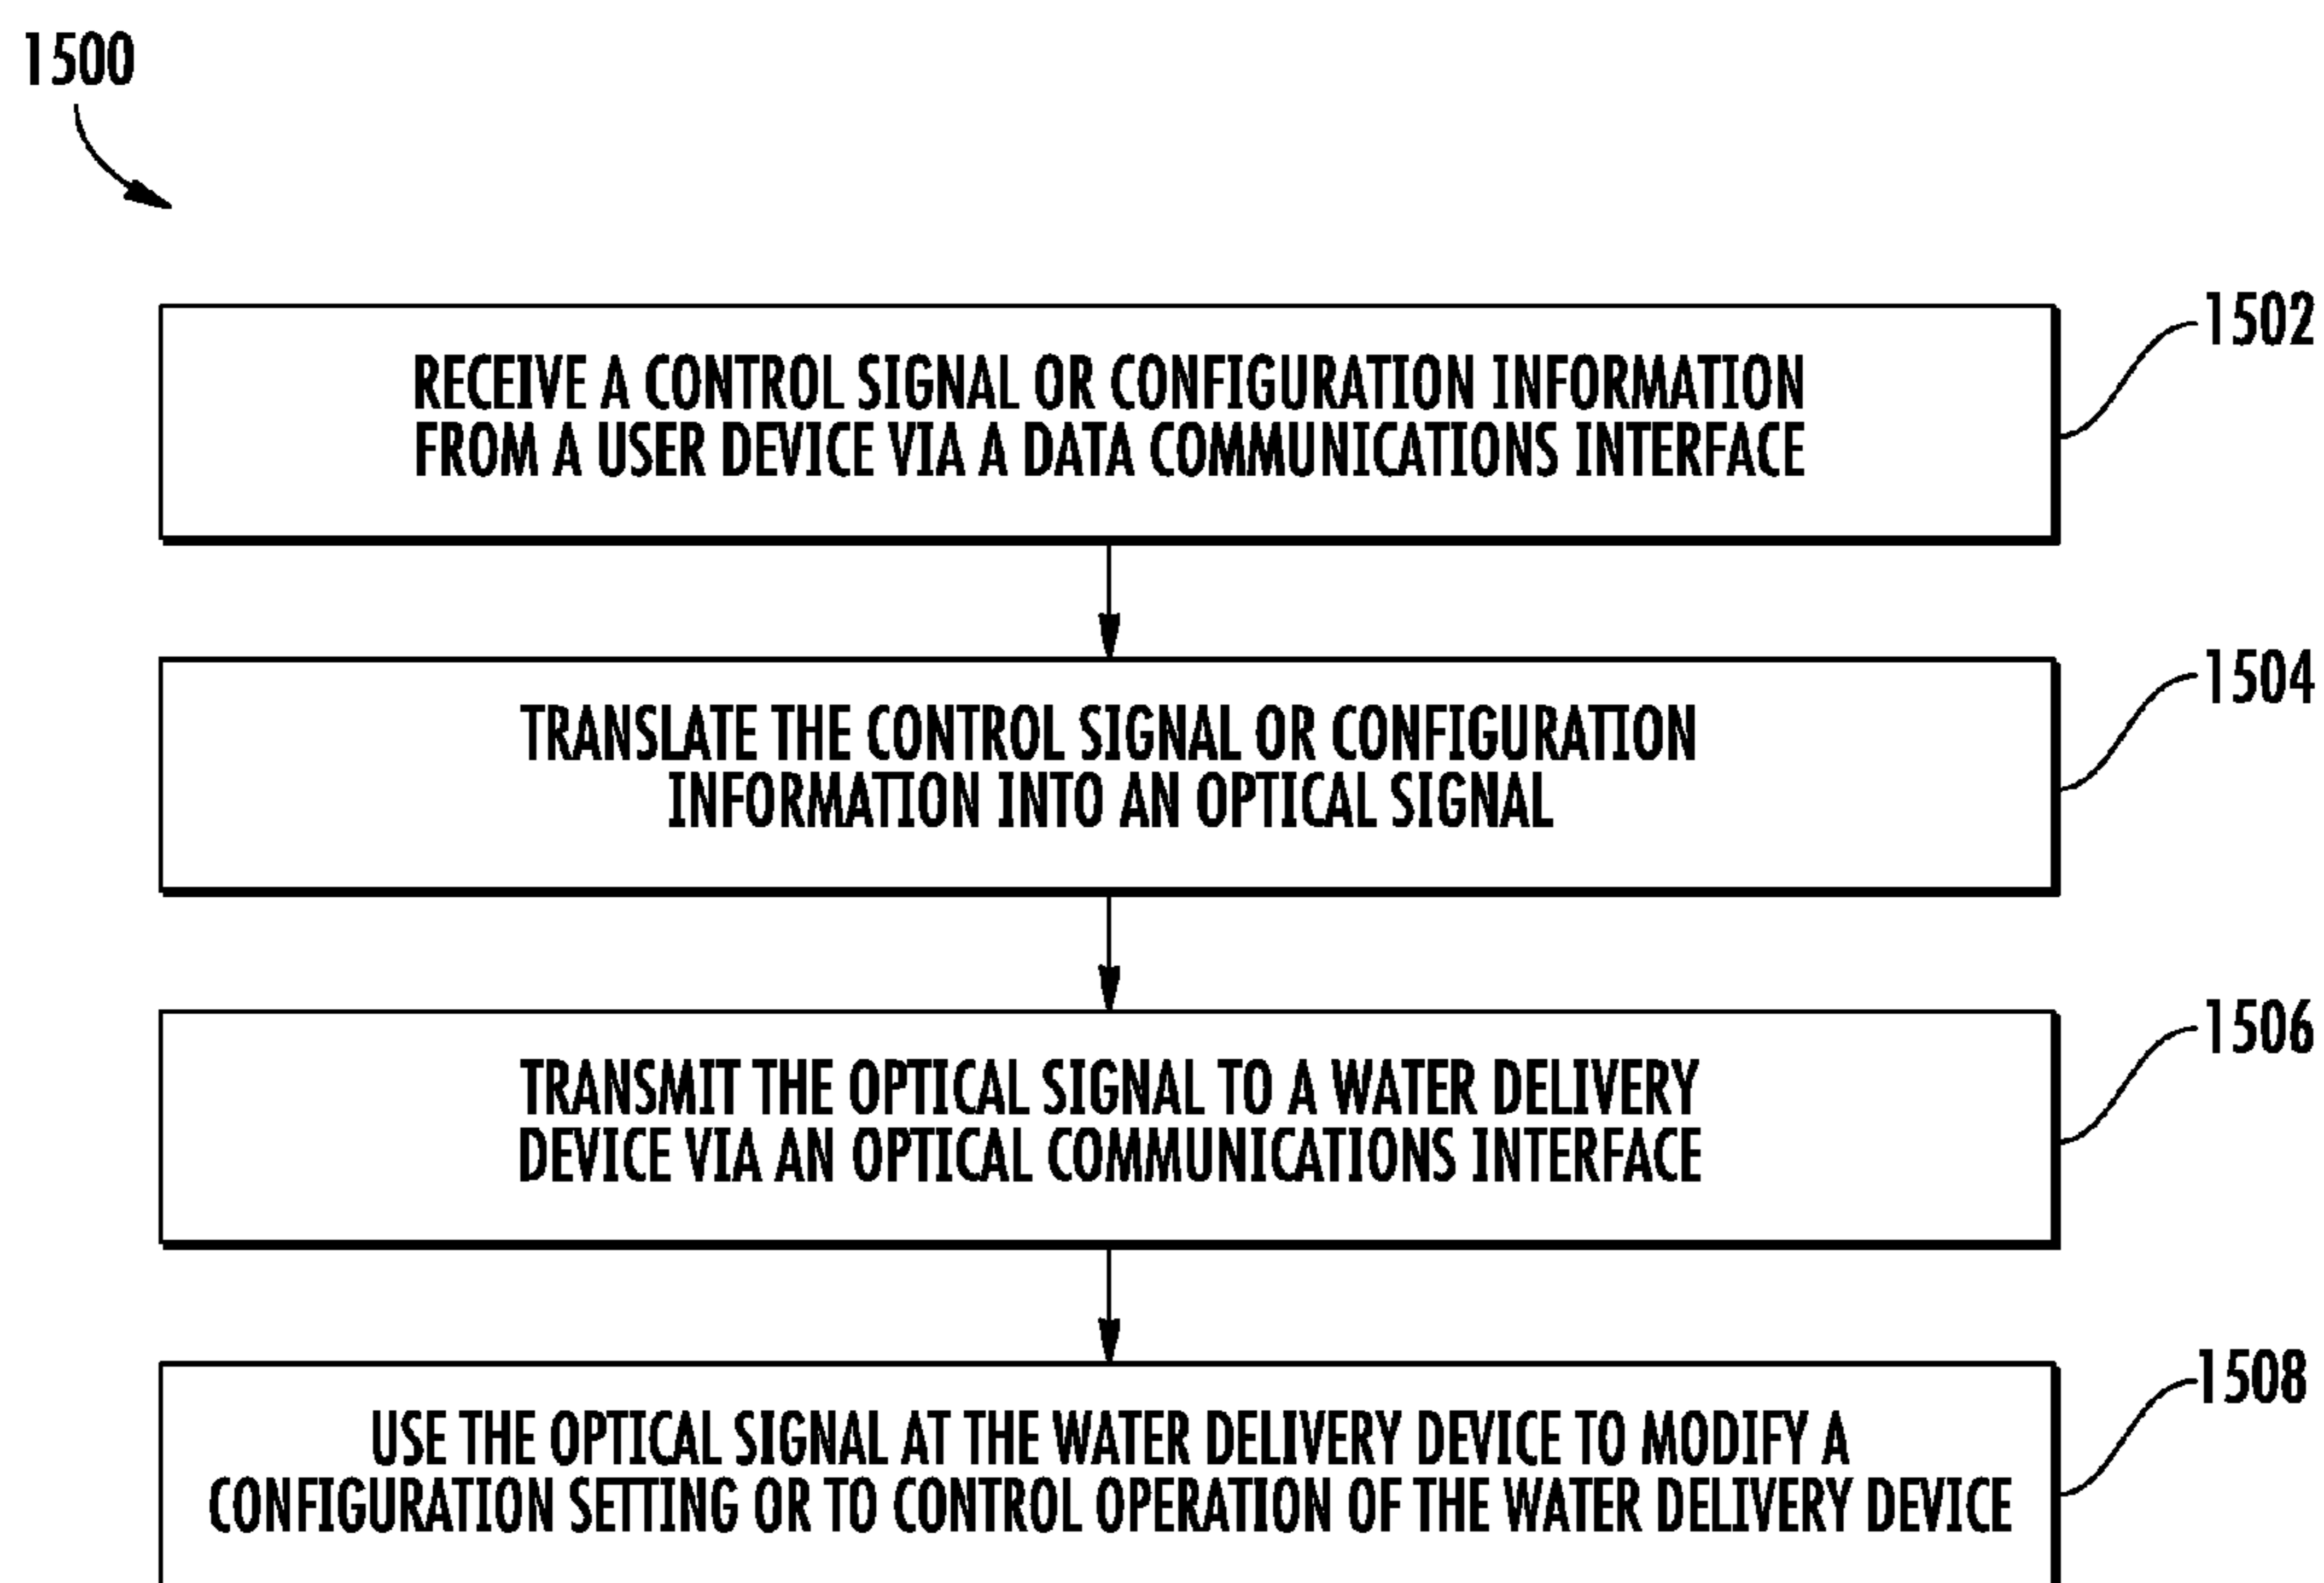 1500
RECEIVE A CONTROL SIGNAL OR CONFIGURATION INFORMATION
FROM A USER DEVICE VIA A DATA COMMUNICATIONS INTERFACE
1502
TRANSLATE THE CONTROL SIGNAL OR CONFIGURATION
INFORMATION INTO AN OPTICAL SIGNAL
1504
TRANSMIT THE OPTICAL SIGNAL TO A WATER DELIVERY
DEVICE VIA AN OPTICAL COMMUNICATIONS INTERFACE
1506
USE THE OPTICAL SIGNAL AT THE WATER DELIVERY DEVICE TO MODIFY A
CONFIGURATION SETTING OR TO CONTROL OPERATION OF THE WATER DELIVERY DEVICE
1508